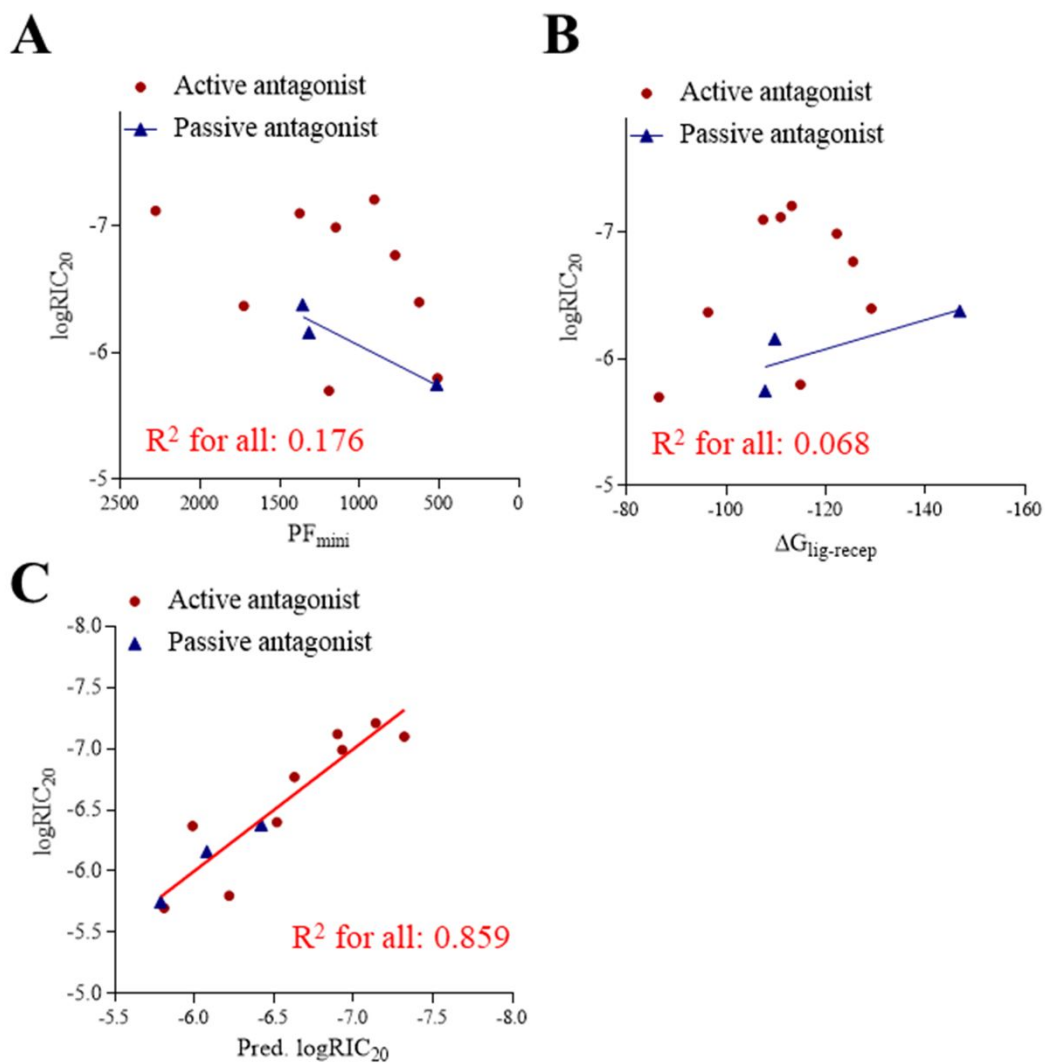 A
Active antagonist
Passive antagonist
logRIC20
-7
-6
-5
2500 2000 1500 1000 500 0
PFmini
R2 for all: 0.176
B
Active antagonist
Passive antagonist
logRIC20
-7
-6
-5
-80 -100 -120 -140 -160
ΔGlig-recep
R2 for all: 0.068
C
Active antagonist
Passive antagonist
logRIC20
-8.0
-7.5
-7.0
-6.5
-6.0
-5.5
-5.0
-5.5 -6.0 -6.5 -7.0 -7.5 -8.0
Pred. logRIC20
R2 for all: 0.859